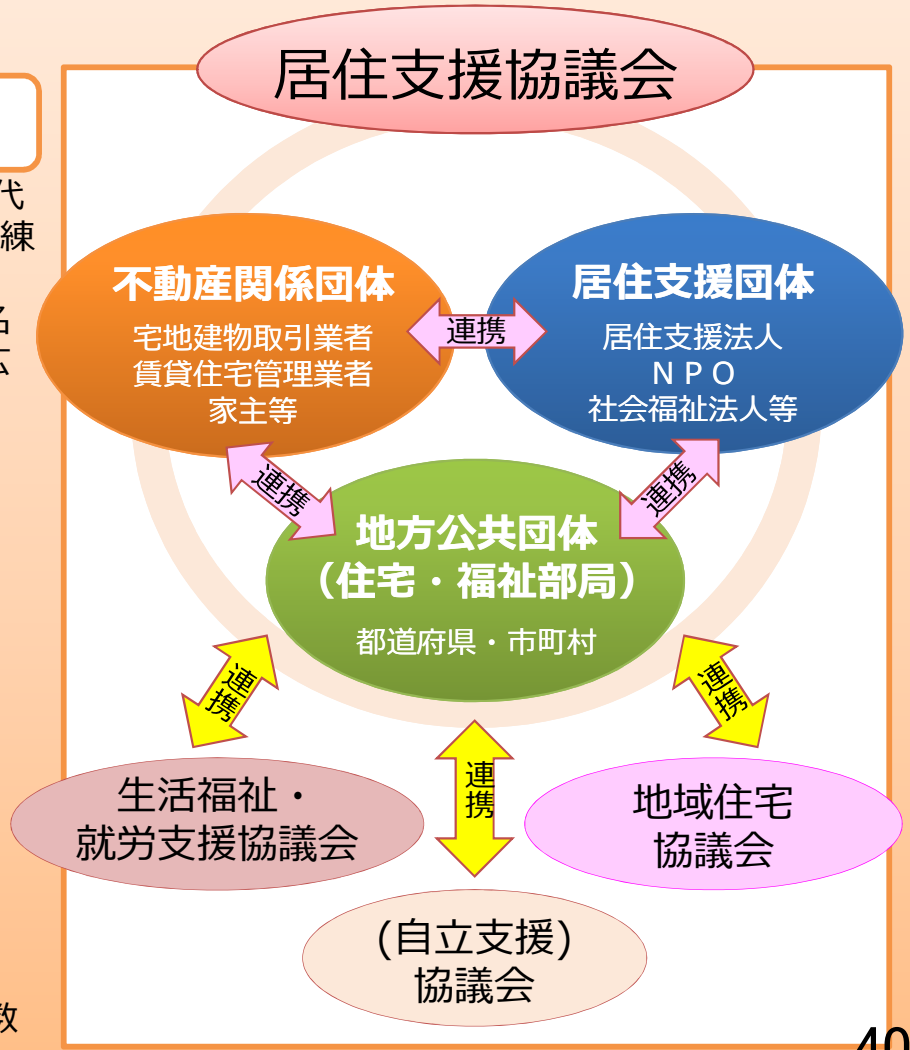 居住支援協議会
代
練
不動産関係団体
宅地建物取引業者
賃貸住宅管理業者
家主等
連携
居住支援団体
居住支援法人
ＮＰＯ
社会福祉法人等
連携
連携
地方公共団体
（住宅・福祉部局）
都道府県・市町村
連携
連携
連携
生活福祉・
就労支援協議会
地域住宅
協議会
(自立支援)
協議会
数
40